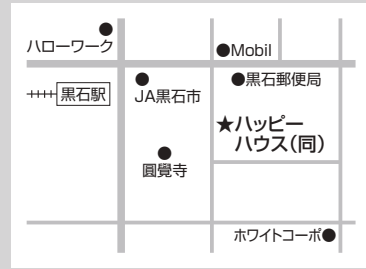 ハローワーク
●Mobil
●黒石郵便局
黒石駅
JA黒石市
★ハッピー
ハウス(同)
圓覺寺
ホワイトコーポ●